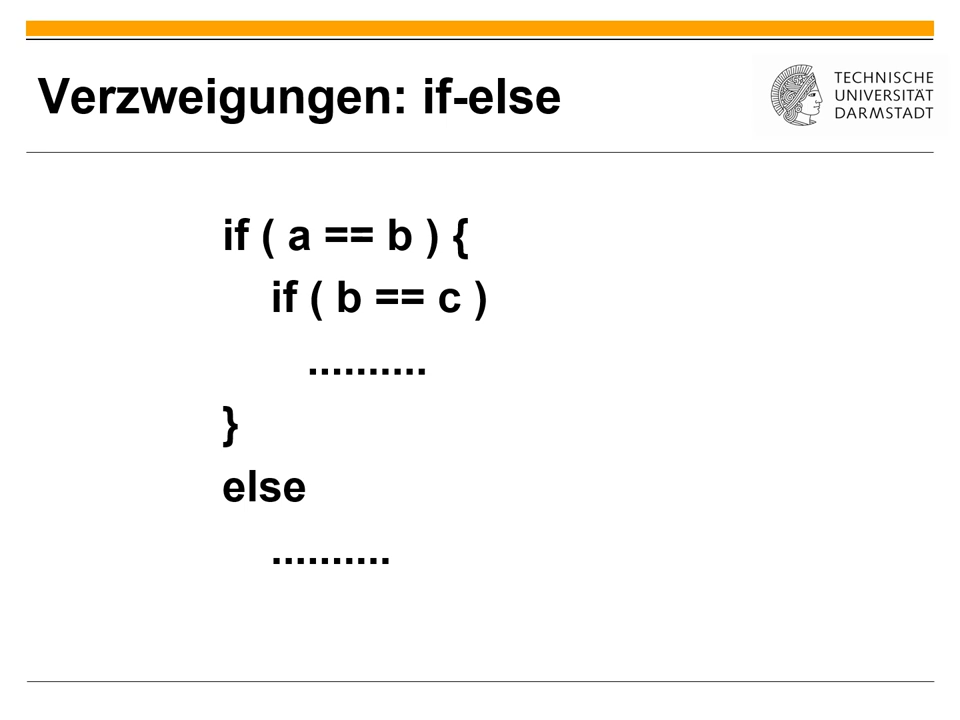 Verzweigungen: if-else
TECHNISCHE
UNIVERSITÄT
DARMSTADT
if ( a == b ) {
if ( b == c )
..........
}
else
..........